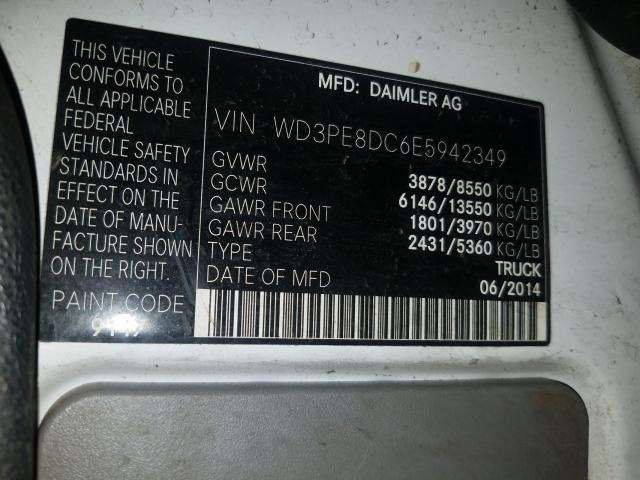 THIS VEHICLE
CONFORMS TO
ALL APPLICABLE
FEDERAL
VEHICLE SAFETY
STANDARDS IN
EFFECT ON THE
DATE OF MANU-
FACTURE SHOWN
ON THE RIGHT.
PAINT CODE
MFD: DAIMLER AG
VIN WD3PE8DC6E5942349
GVWR 3878/8550 KG/LB
GCWR 6146/13550 KG/LB
GAWR FRONT 1801/3970 KG/LB
GAWR REAR 2431/5360 KG/LB
TYPE TRUCK
DATE OF MFD 06/2014